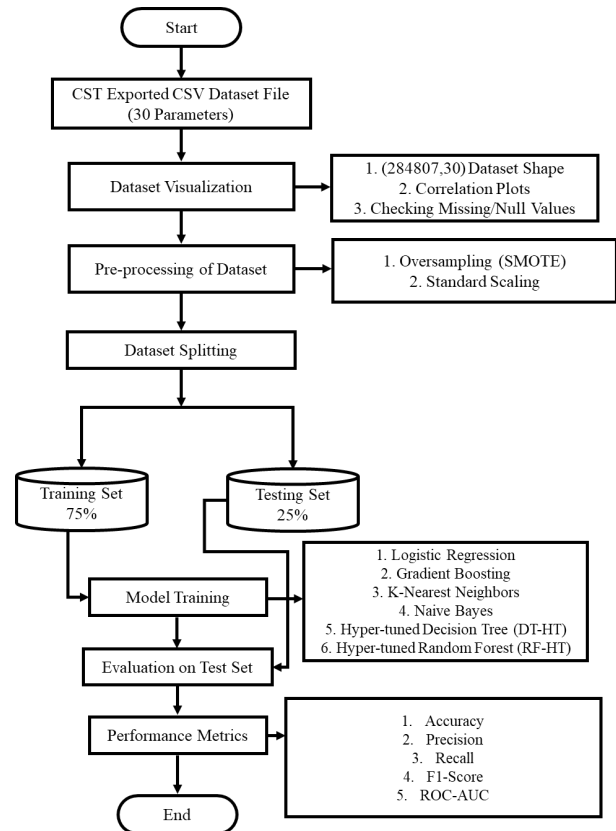 Start
CST Exported CSV Dataset File
(30 Parameters)
Dataset Visualization
1. (284807,30) Dataset Shape
2. Correlation Plots
3. Checking Missing/Null Values
Pre-processing of Dataset
1. Oversampling (SMOTE)
2. Standard Scaling
Dataset Splitting
Training Set
75%
Testing Set
25%
Model Training
1. Logistic Regression
2. Gradient Boosting
3. K-Nearest Neighbors
4. Naive Bayes
5. Hyper-tuned Decision Tree (DT-HT)
6. Hyper-tuned Random Forest (RF-HT)
Evaluation on Test Set
Performance Metrics
1. Accuracy
2. Precision
3. Recall
4. F1-Score
5. ROC-AUC
End